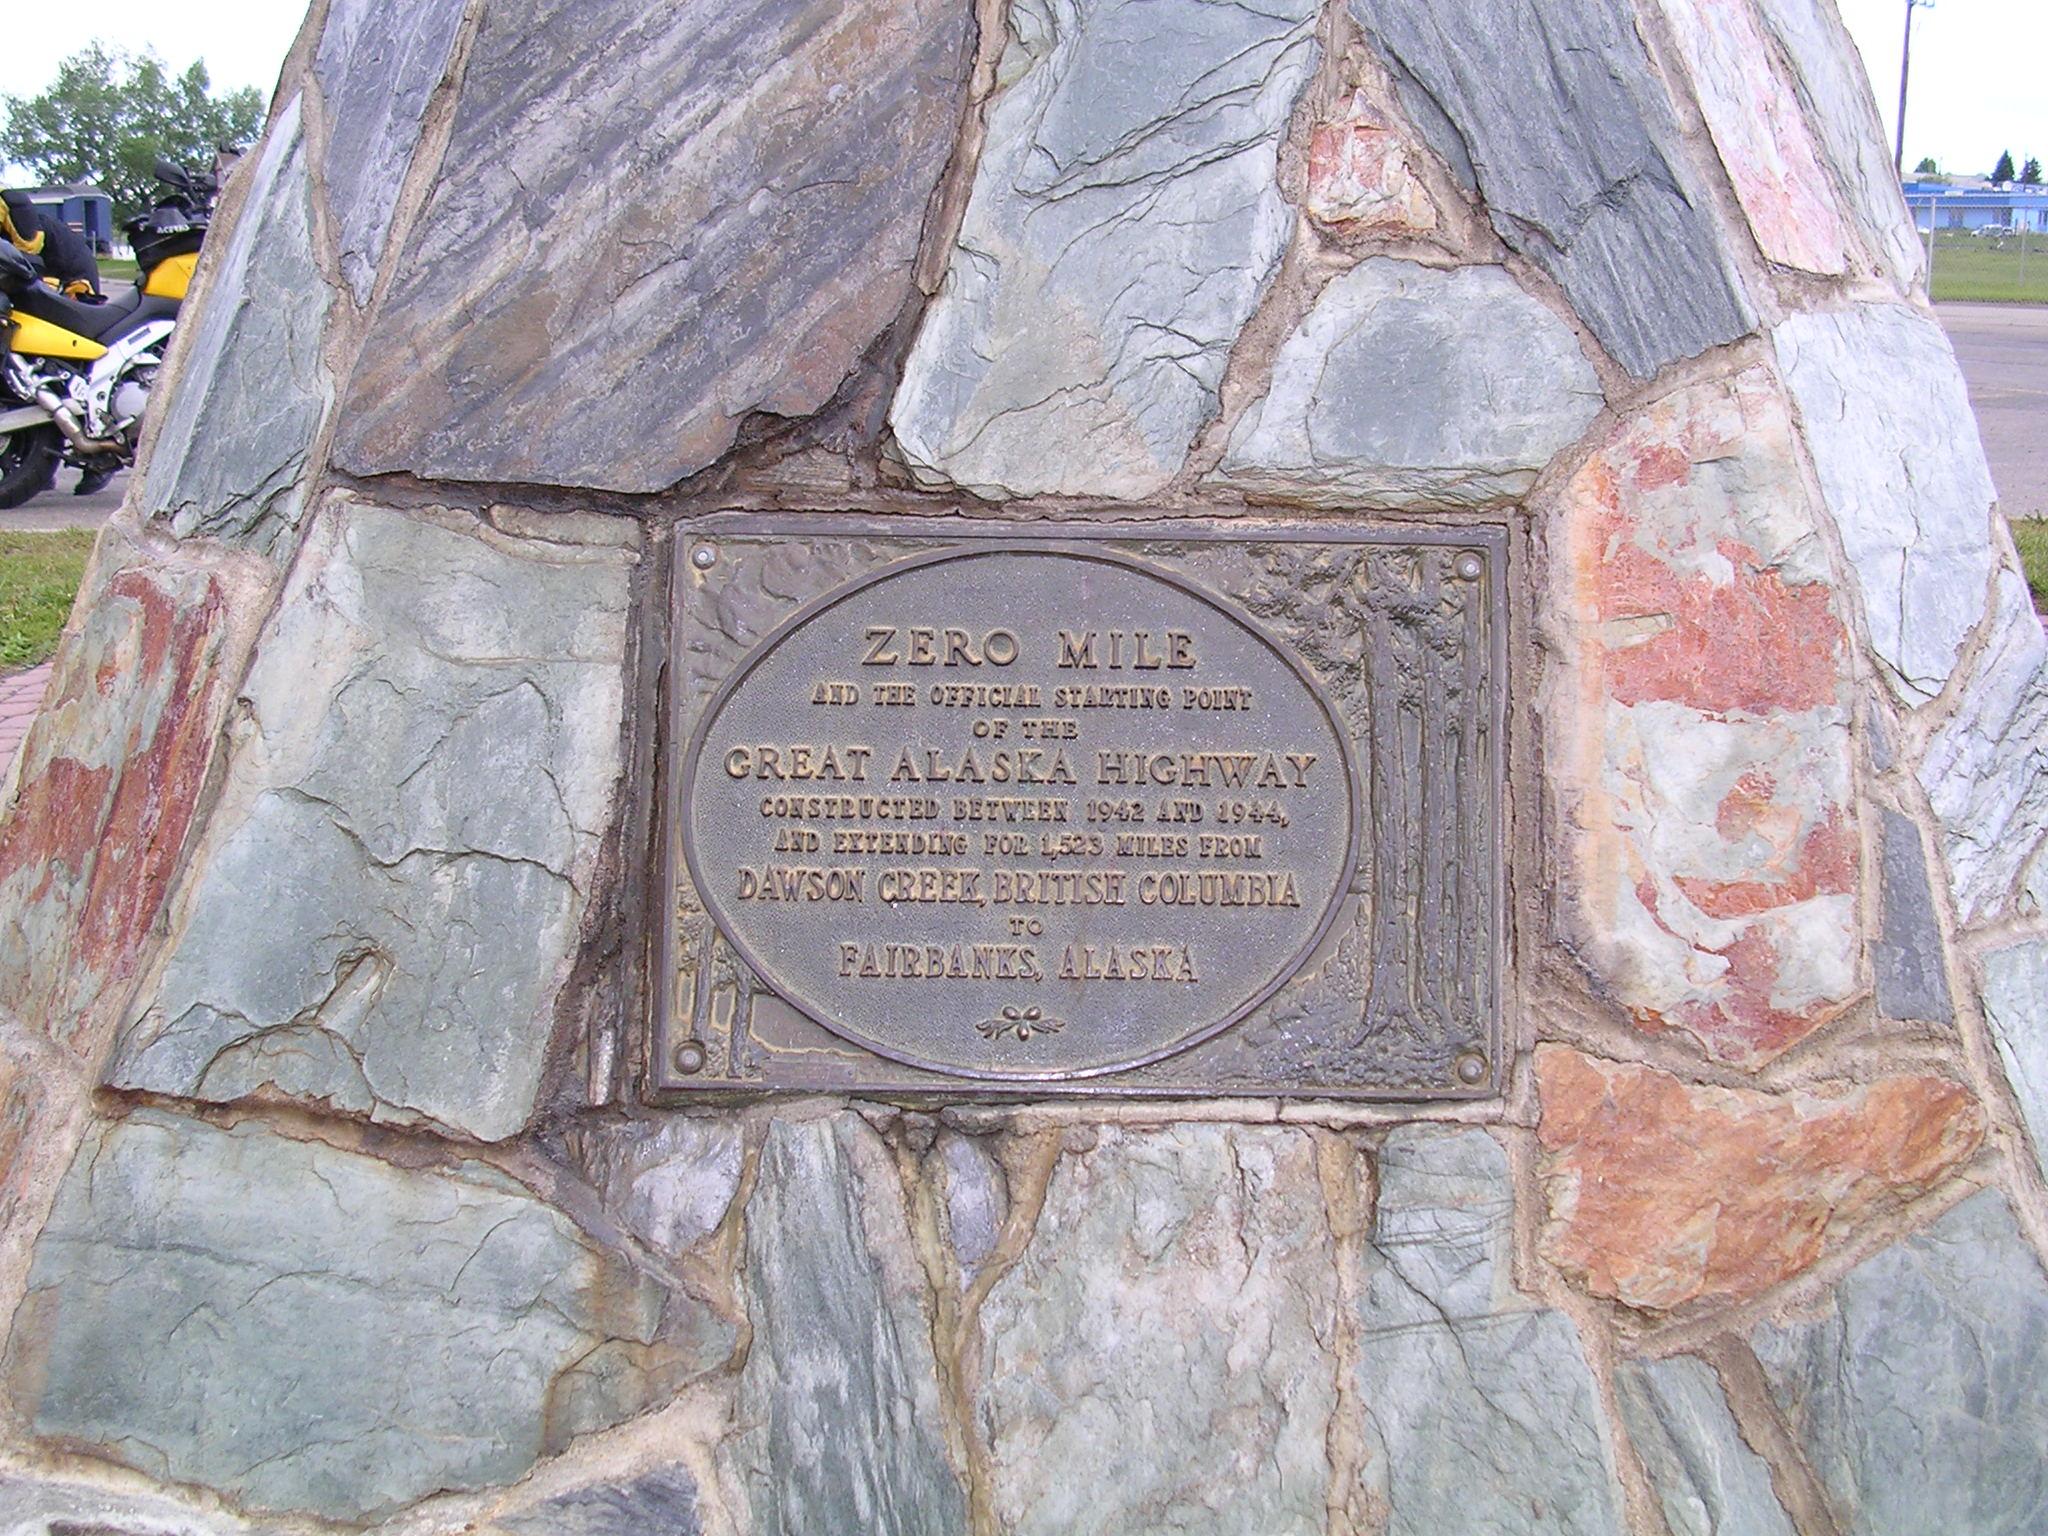 ZERO MILE
AND THE OFFICIAL STARTING POINT
OF THE
GREAT ALASKA HIGHWAY
CONSTRUCTED BETWEEN 1942 AND 1944,
AND EXTENDING FOR 1,523 MILES FROM
DAWSON CREEK, BRITISH COLUMBIA
TO
FAIRBANKS, ALASKA